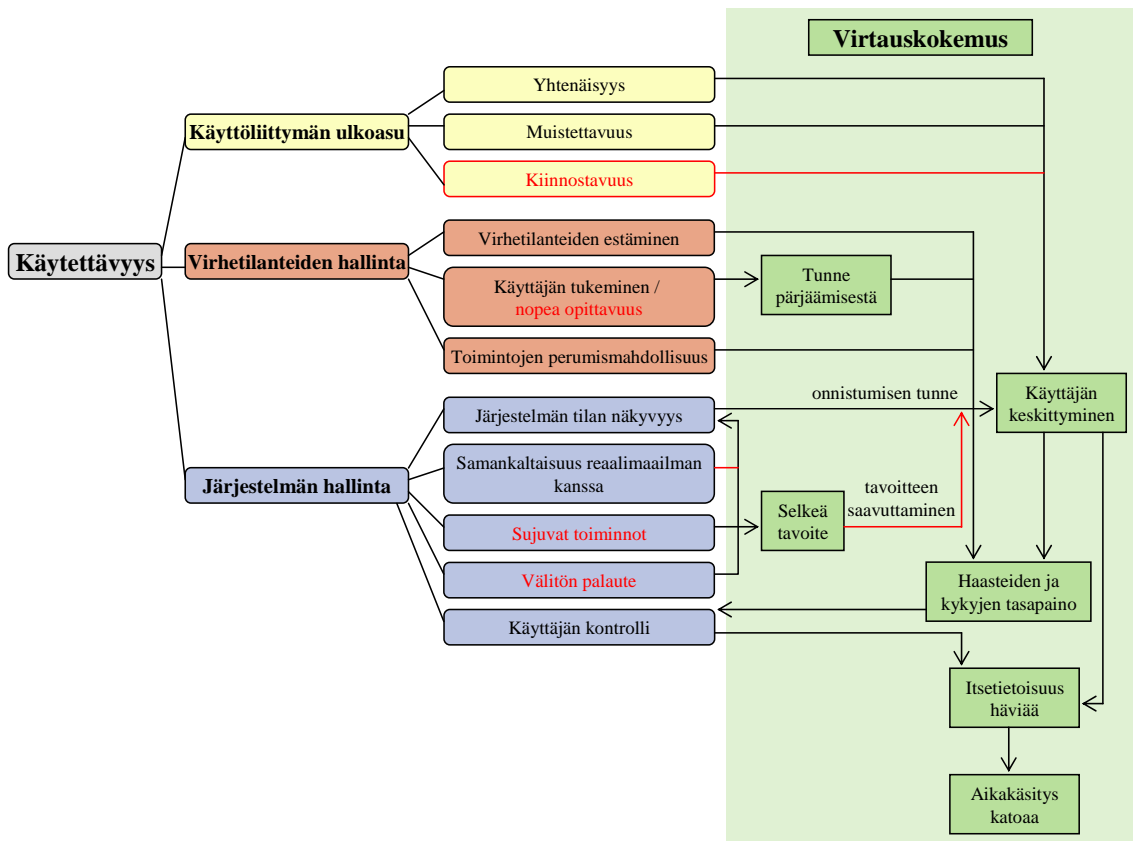 Virtauskokemus
Käytettävyys
Käyttöliittymän ulkoasu
Yhtenäisyys
Muistettavuus
Kiinnostavuus
Virhetilanteiden hallinta
Virhetilanteiden estäminen
Käyttäjän tukeminen /
nopea opittavuus
Toimintojen perumismahdollisuus
Tunne
pärjäämisestä
Järjestelmän hallinta
Järjestelmän tilan näkyvyys
Samankaltaisuus reaalimaailman
kanssa
Sujuvat toiminnot
Välitön palaute
Käyttäjän kontrolli
onnistumisen tunne
Käyttäjän
keskittyminen
Selkeä
tavoite
tavoitteen
saavuttaminen
Haasteiden ja
kykyjen tasapaino
Itsetietoisuus
häviää
Aikakäsitys
katoaa